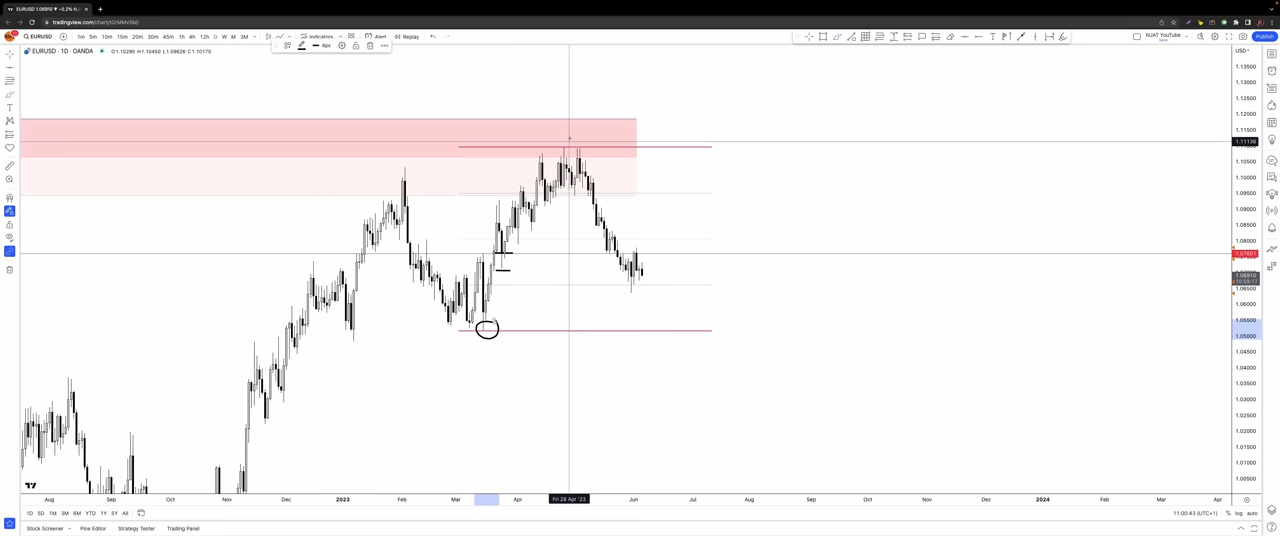 EURUSD 1.06910 ▼ −0.2% NJAT
tradingview.com/chart/tGrMMvSM/
EURUSD
1m 5m 10m 15m 20m 30m 45m 1h 4h 12h D W M 3M
Indicators
Alert
Replay
NJAT YouTube
Save
Publish
4px
EURUSD · 1D · OANDA
O1.10290 H1.10450 L1.09626 C1.10170
USD
1.13500
1.13000
1.12500
1.12000
1.11500
1.11136
1.10500
1.10000
1.09500
1.09000
1.08500
1.08000
1.07601
1.06910
10:59:17
1.06500
1.06000
1.05500
1.05000
1.04500
1.04000
1.03500
1.03000
1.02500
1.02000
1.01500
1.01000
1.00500
Aug Sep Oct Nov Dec 2023 Feb Mar Apr Fri 28 Apr '23 Jun Jul Aug Sep Oct Nov 2024 Feb Mar Apr
1D 5D 1M 3M 6M YTD 1Y 5Y All
11:00:43 (UTC+1) % log auto
Stock Screener Pine Editor Strategy Tester Trading Panel